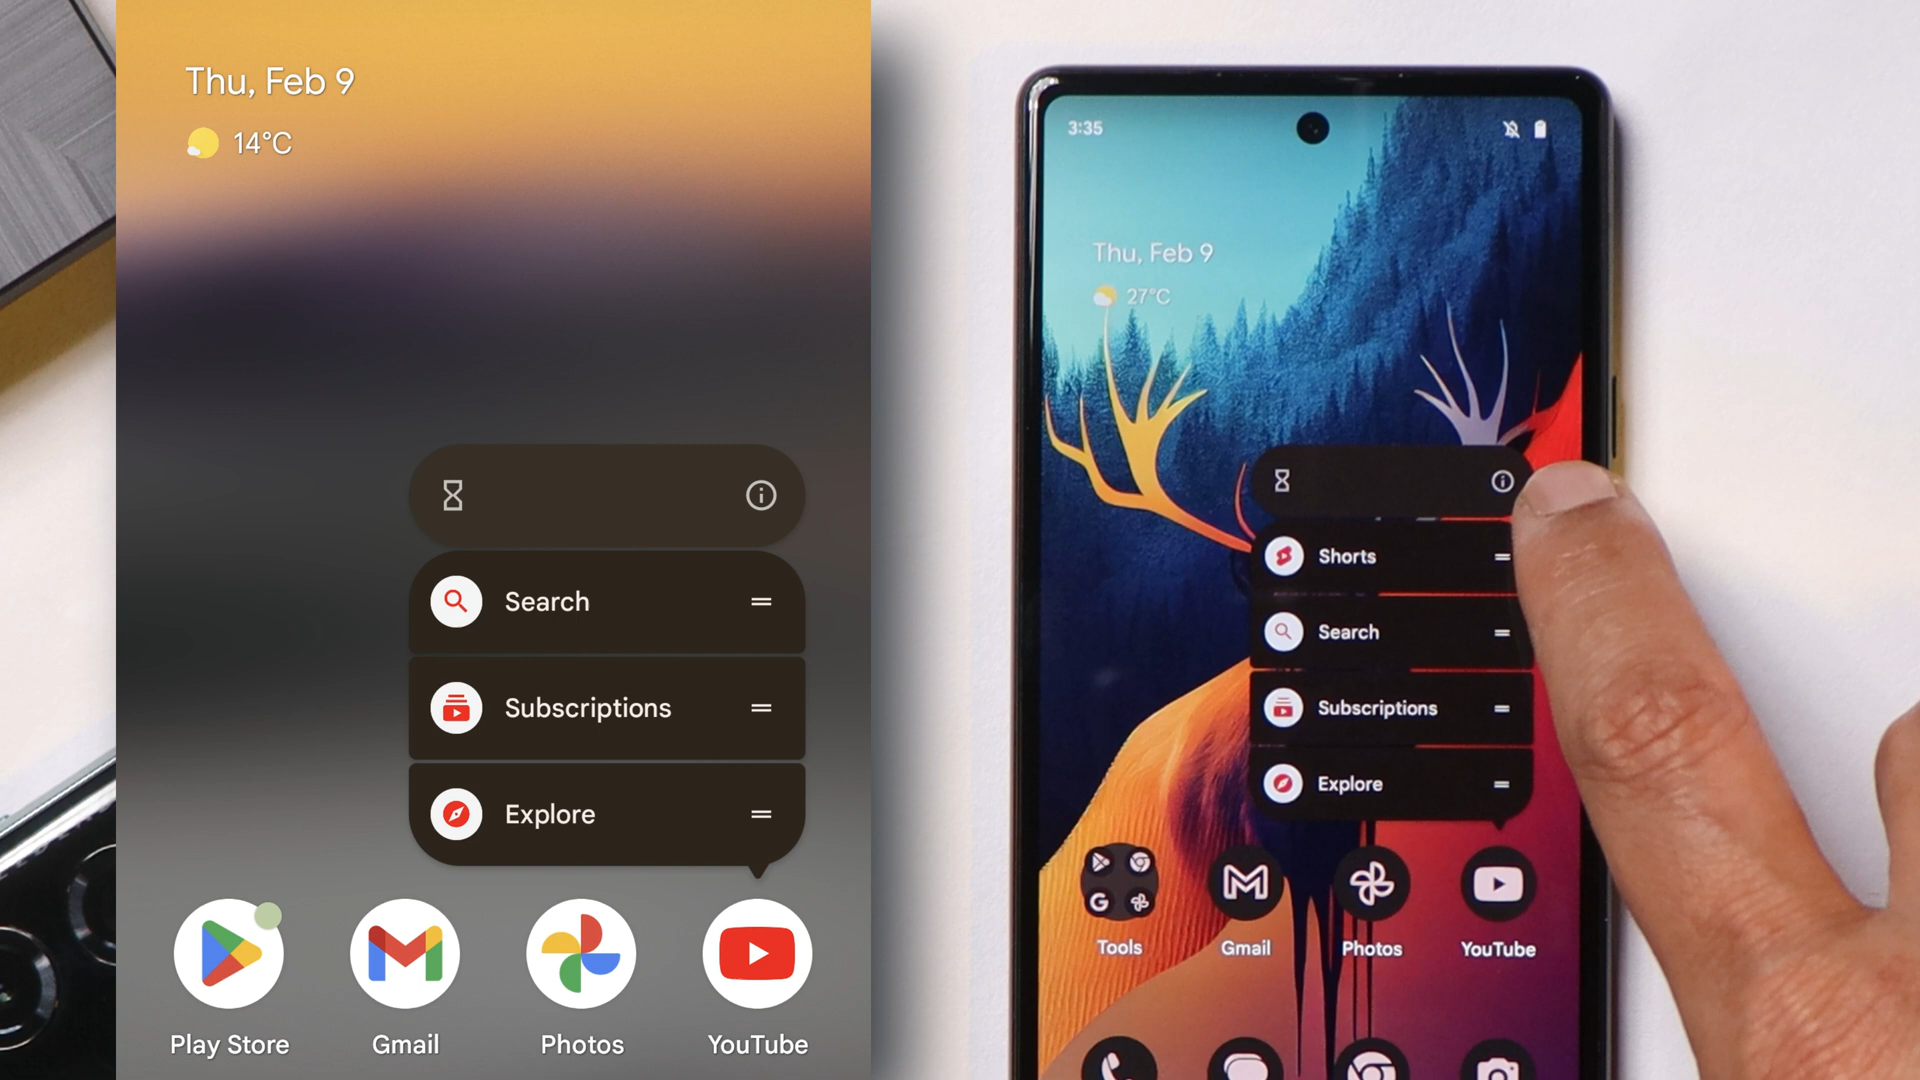 Thu, Feb 9
14°C
Search
Subscriptions
Explore
Play Store
Gmail
Photos
YouTube
3:35
Thu, Feb 9
27°C
Shorts
Search
Subscriptions
Explore
Tools
Gmail
Photos
YouTube